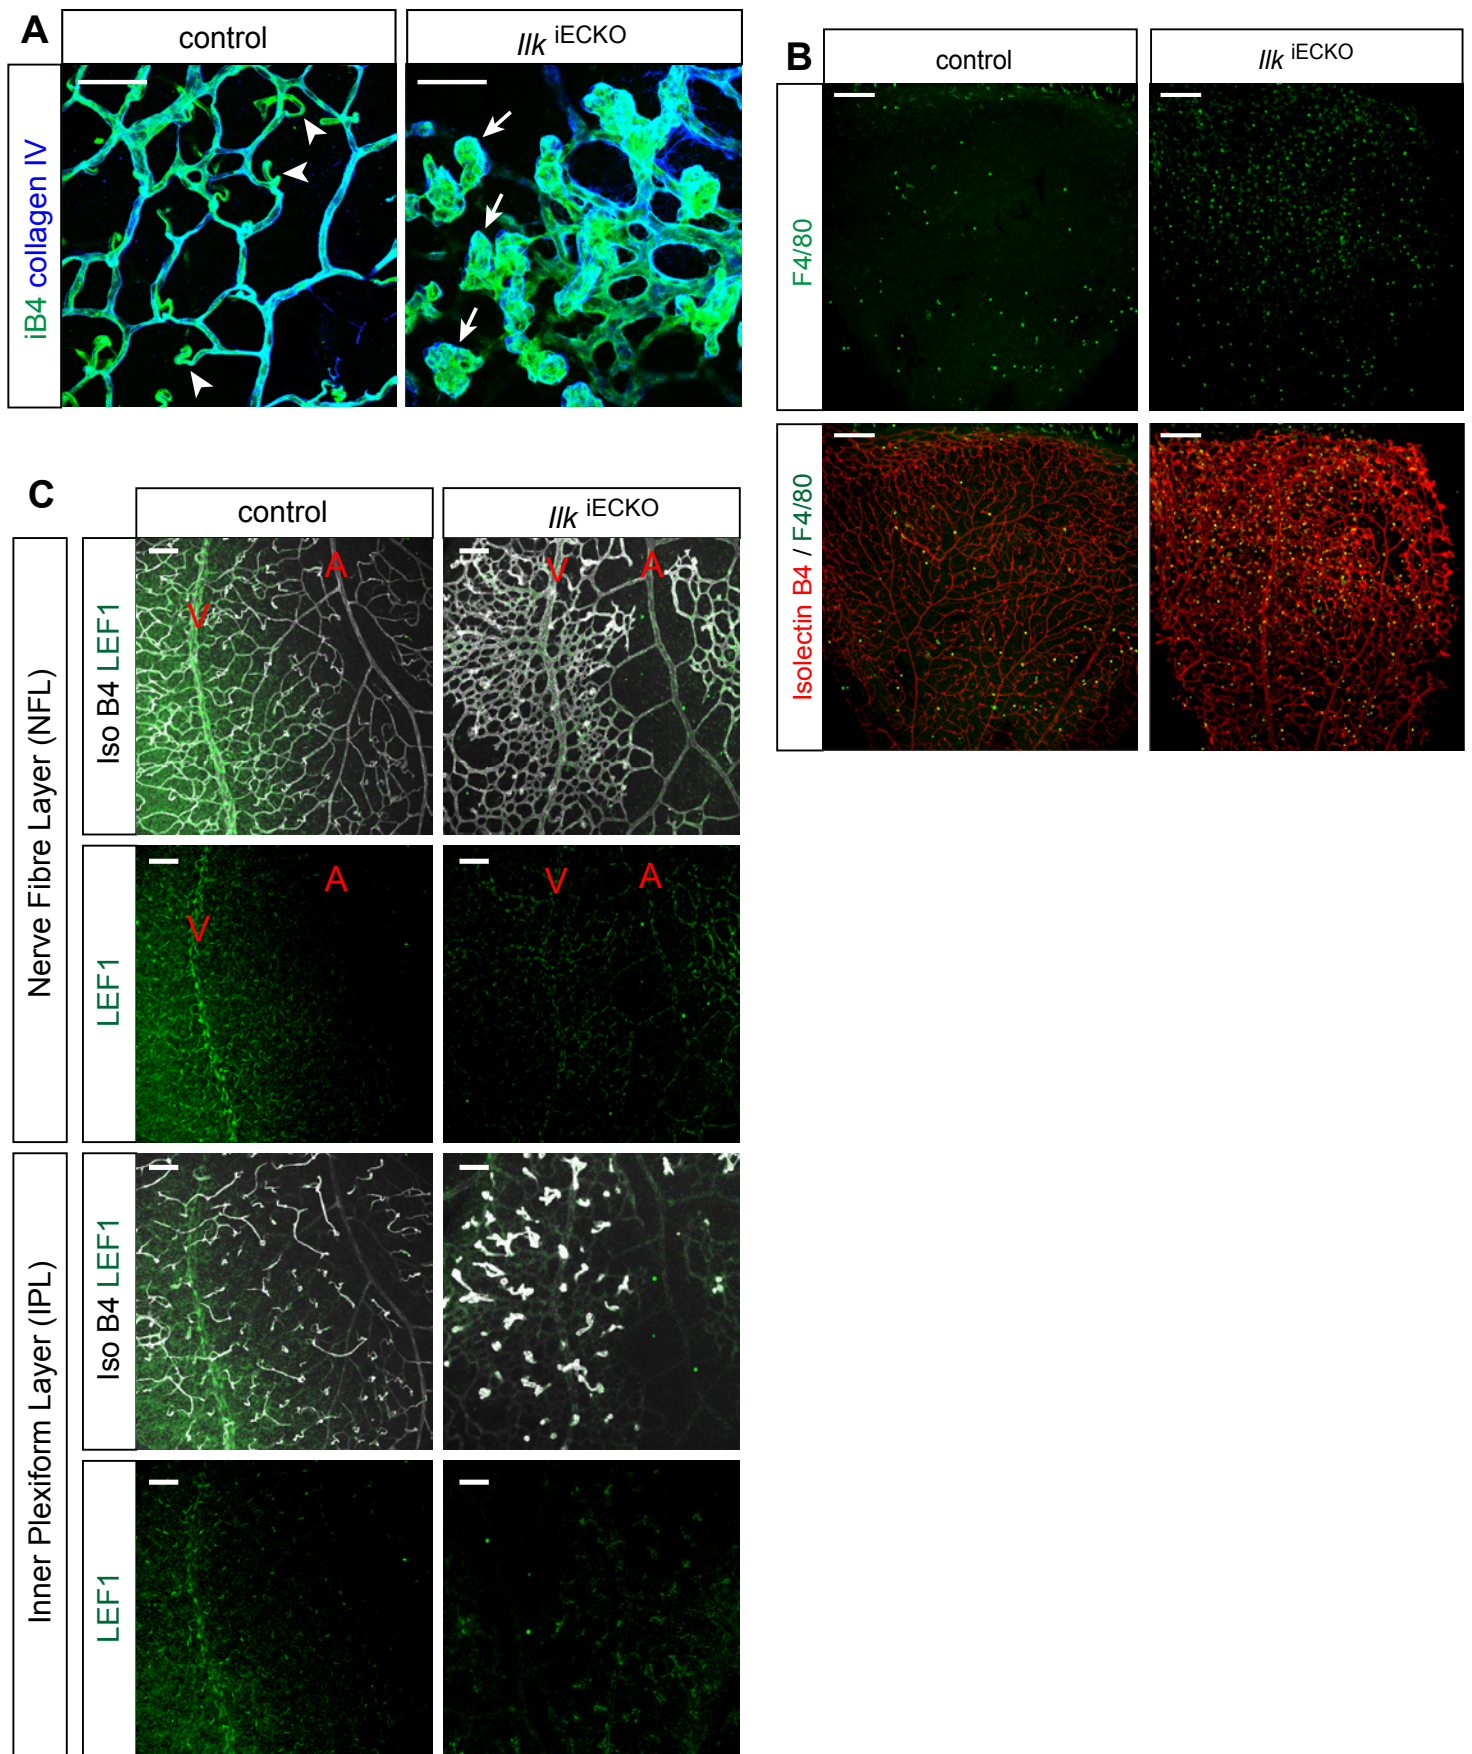 A
control
Ilk iECKO
iB4 collagen IV
B
control
Ilk iECKO
F4/80
Isolectin B4 / F4/80
C
control
Ilk iECKO
Nerve Fibre Layer (NFL)
Iso B4 LEF1
V
A
V
A
LEF1
V
A
V
A
Inner Plexiform Layer (IPL)
Iso B4 LEF1
LEF1